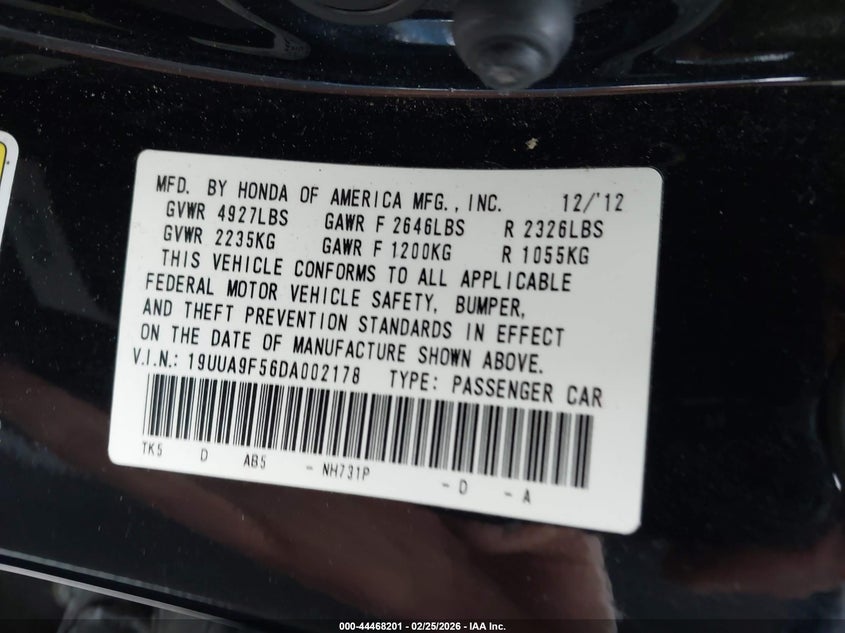 MFD. BY HONDA OF AMERICA MFG., INC. 12/'12
GVWR 4927LBS GAWR F 2646LBS R 2326LBS
GVWR 2235KG GAWR F 1200KG R 1055KG
THIS VEHICLE CONFORMS TO ALL APPLICABLE
FEDERAL MOTOR VEHICLE SAFETY, BUMPER,
AND THEFT PREVENTION STANDARDS IN EFFECT
ON THE DATE OF MANUFACTURE SHOWN ABOVE.
V.I.N.: 19UUA9F56DA002178 TYPE: PASSENGER CAR
TK5 D AB5 - NH731P - D - A
000-44468201 - 02/25/2026 - IAA Inc.